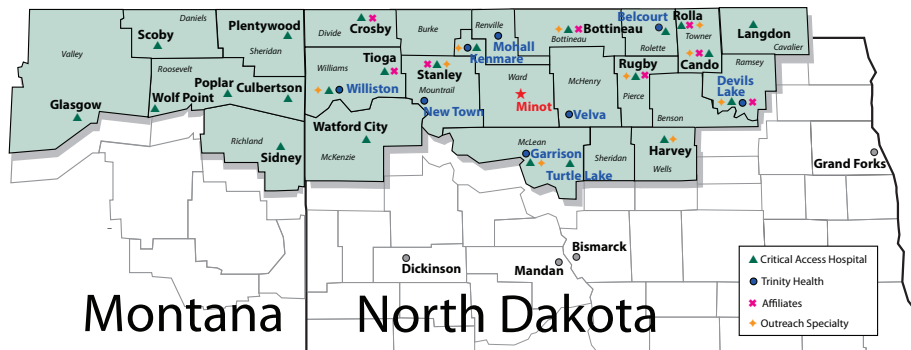 Daniels
Plentywood
Scoby
Sheridan
Valley
Roosevelt
Poplar
Culbertson
Wolf Point
Glasgow
Richland
Sidney
Divide
Crosby
Burke
Renville
Mohall
Kenmare
Bottineau
Bottineau
Belcourt
Rolla
Rolette
Towner
Cando
Langdon
Cavalier
Ramsey
Devils
Lake
Williams
Tioga
Stanley
Mountrail
Williston
New Town
Ward
Minot
McHenry
Velva
Rugby
Pierce
Benson
Watford City
McKenzie
McLean
Garrison
Turtle Lake
Sheridan
Harvey
Wells
Grand Forks
Bismarck
Dickinson
Mandan
Montana
North Dakota
Critical Access Hospital
Trinity Health
Affiliates
Outreach Specialty